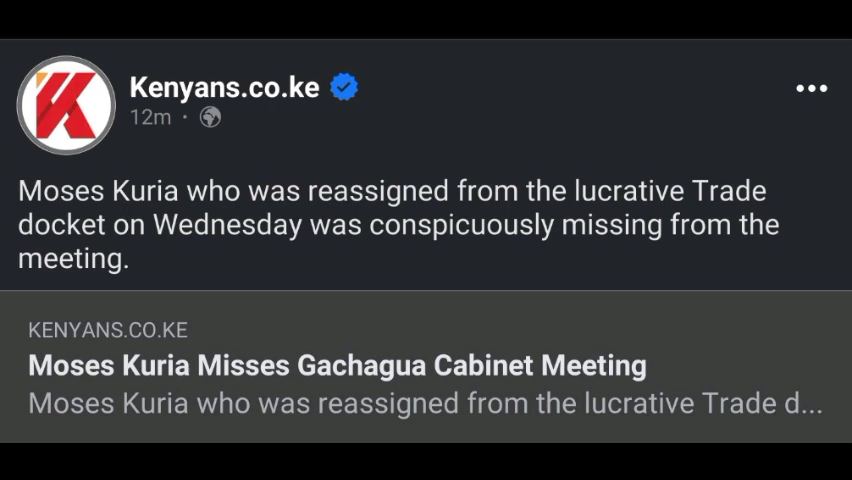 Kenyans.co.ke
12m ·
Moses Kuria who was reassigned from the lucrative Trade
docket on Wednesday was conspicuously missing from the
meeting.
KENYANS.CO.KE
Moses Kuria Misses Gachagua Cabinet Meeting
Moses Kuria who was reassigned from the lucrative Trade d...